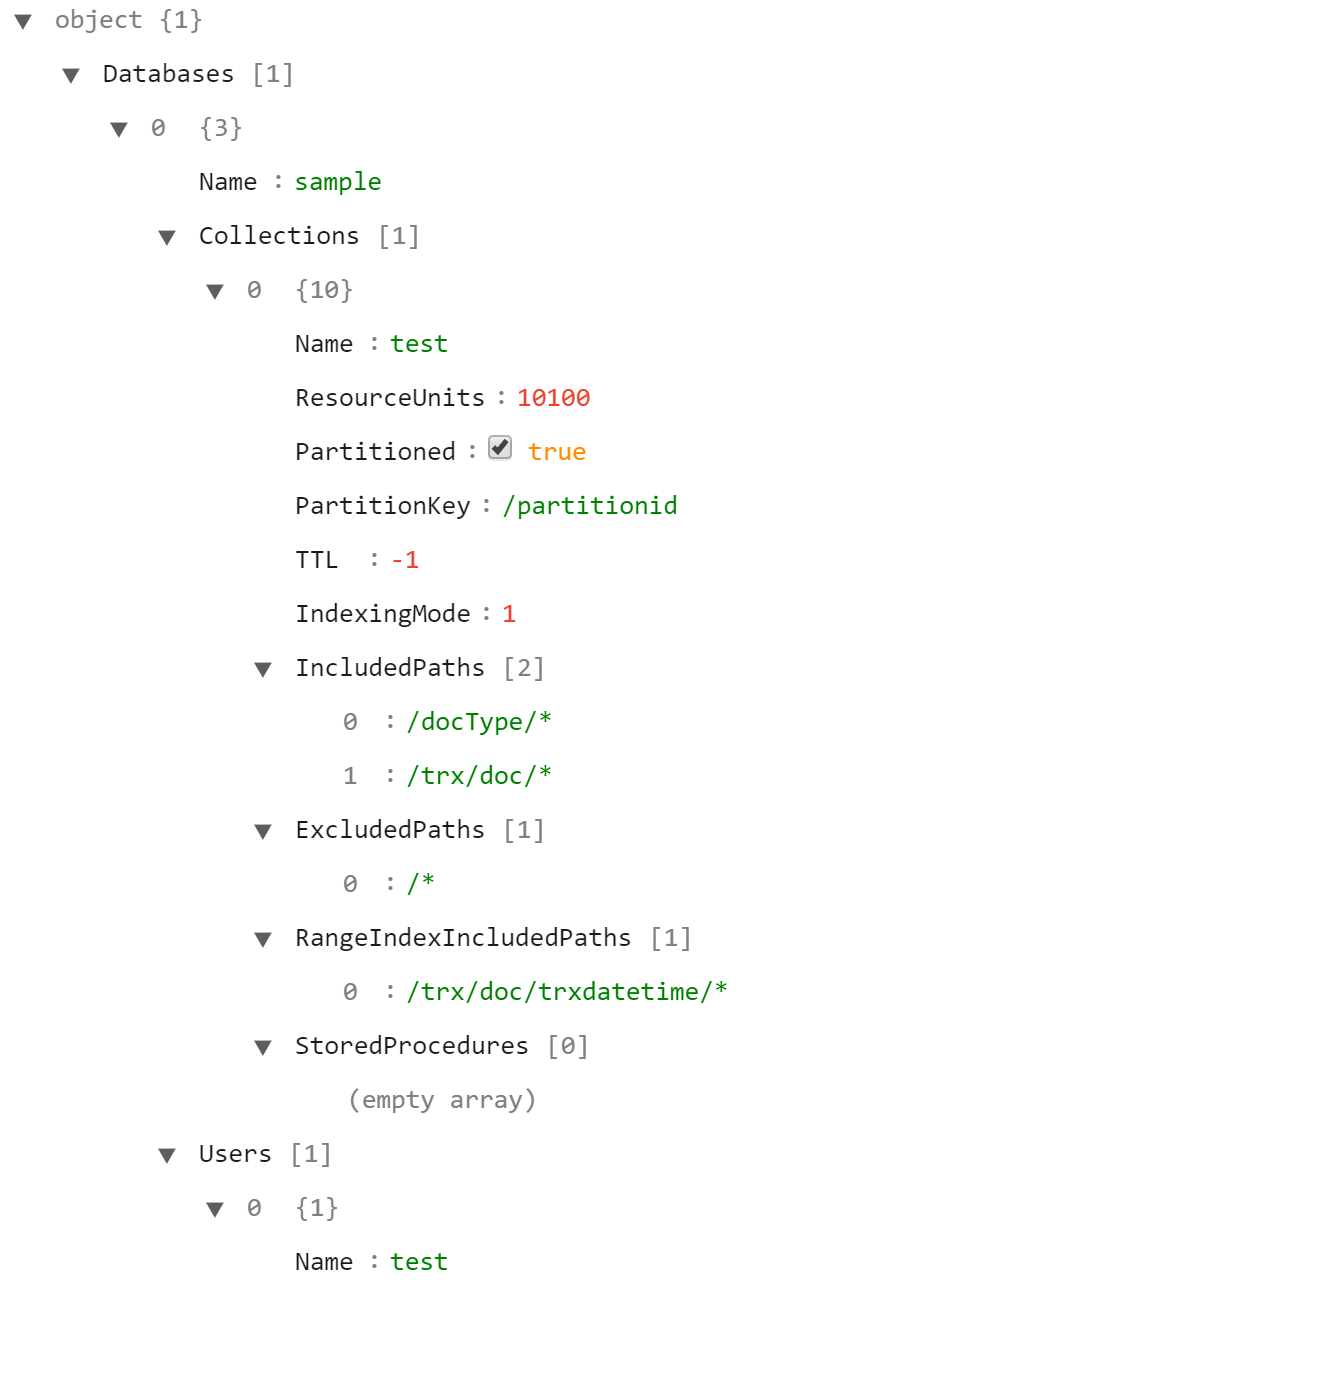 object {1}
Databases [1]
0 {3}
Name : sample
Collections [1]
0 {10}
Name : test
ResourceUnits : 10100
Partitioned : true
PartitionKey : /partitionid
TTL : -1
IndexingMode : 1
IncludedPaths [2]
0 : /docType/*
1 : /trx/doc/*
ExcludedPaths [1]
0 : /*
RangeIndexIncludedPaths [1]
0 : /trx/doc/trxdatetime/*
StoredProcedures [0]
(empty array)
Users [1]
0 {1}
Name : test